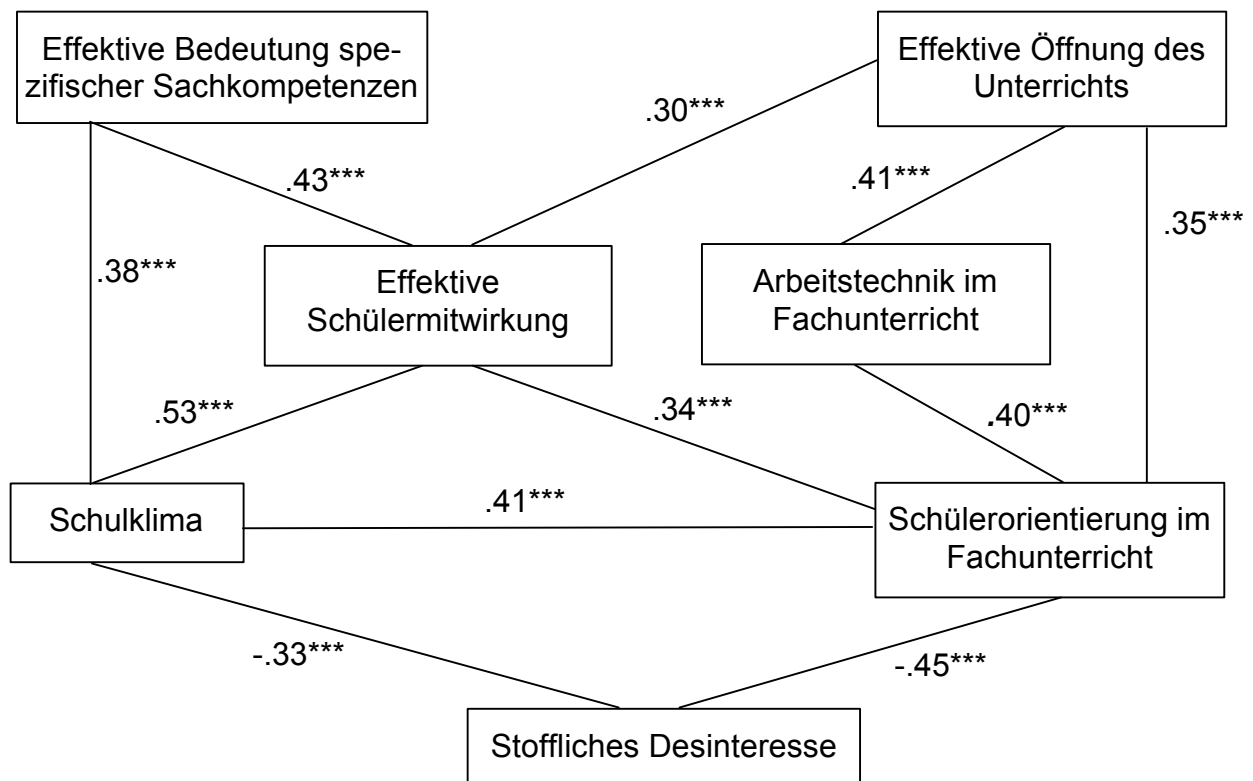 Effektive Bedeutung spe-
zifischer Sachkompetenzen
Effektive Öffnung des
Unterrichts
.30***
.43***
.41***
.38***
.35***
Effektive
Schülermitwirkung
Arbeitstechnik im
Fachunterricht
.53***
.34***
.40***
Schulklima
.41***
Schülerorientierung im
Fachunterricht
-.33***
-.45***
Stoffliches Desinteresse